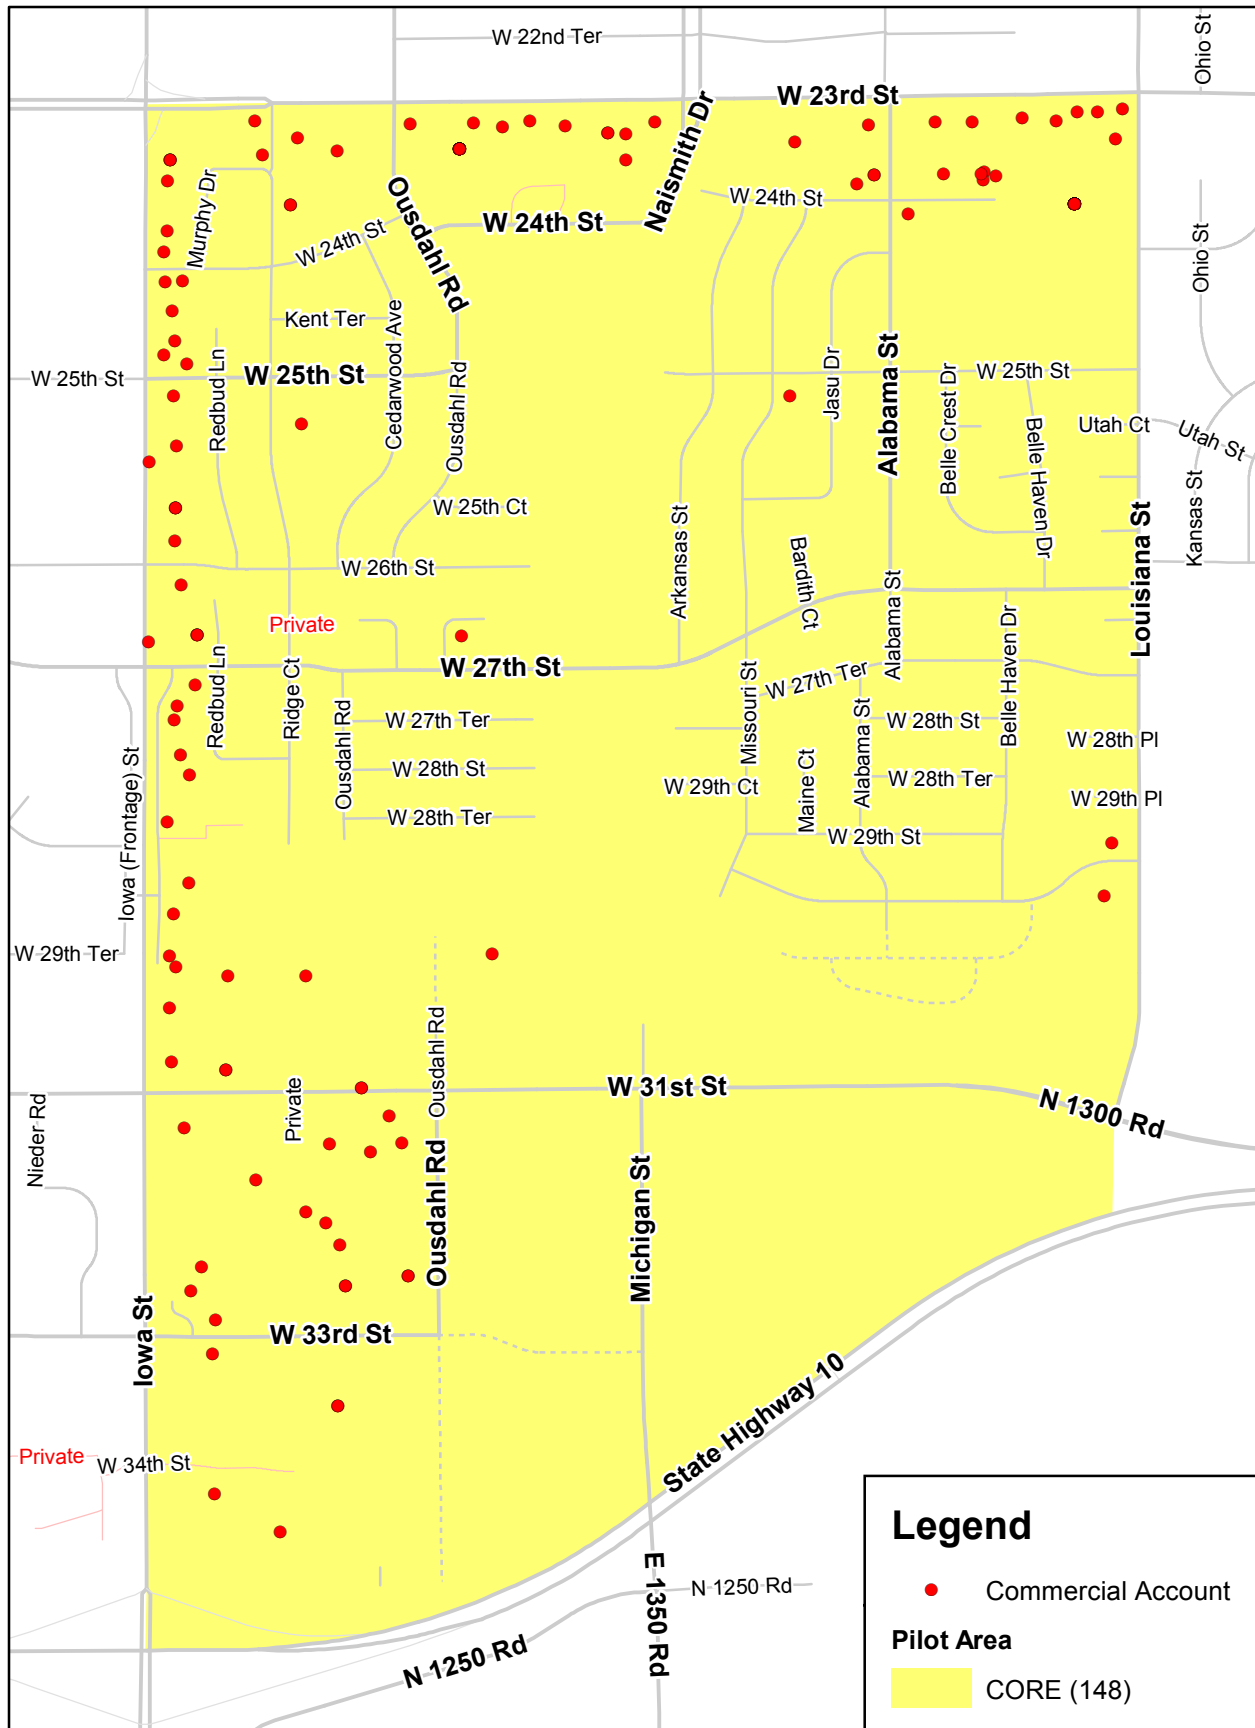 W 22nd Ter
Ohio St
W 23rd St
Naismith Dr
Murphy Dr
Ousdahl Rd
W 24th St
W 24th St
W 24th St
Ohio St
Kent Ter
Cedarwood Ave
W 25th St
W 25th St
Redbud Ln
Ousdahl Rd
Jasu Dr
Alabama St
W 25th St
Belle Crest Dr
Belle Haven Dr
Utah Ct
Utah St
Kansas St
W 25th Ct
Arkansas St
Bardith Ct
Louisiana St
W 26th St
Private
Alabama St
Belle Haven Dr
Redbud Ln
Ridge Ct
W 27th St
Missouri St
W 27th Ter
Iowa (Frontage) St
Ousdahl Rd
W 27th Ter
Alabama St
W 28th St
W 28th Pl
W 28th St
W 29th Ct
Maine Ct
W 28th Ter
W 29th Pl
W 28th Ter
W 29th St
W 29th Ter
Ousdahl Rd
W 31st St
N 1300 Rd
Nieder Rd
Private
Ousdahl Rd
Michigan St
Iowa St
W 33rd St
State Highway 10
Private
W 34th St
E 1350 Rd
N 1250 Rd
N 1250 Rd
Legend
Commercial Account
Pilot Area
CORE (148)